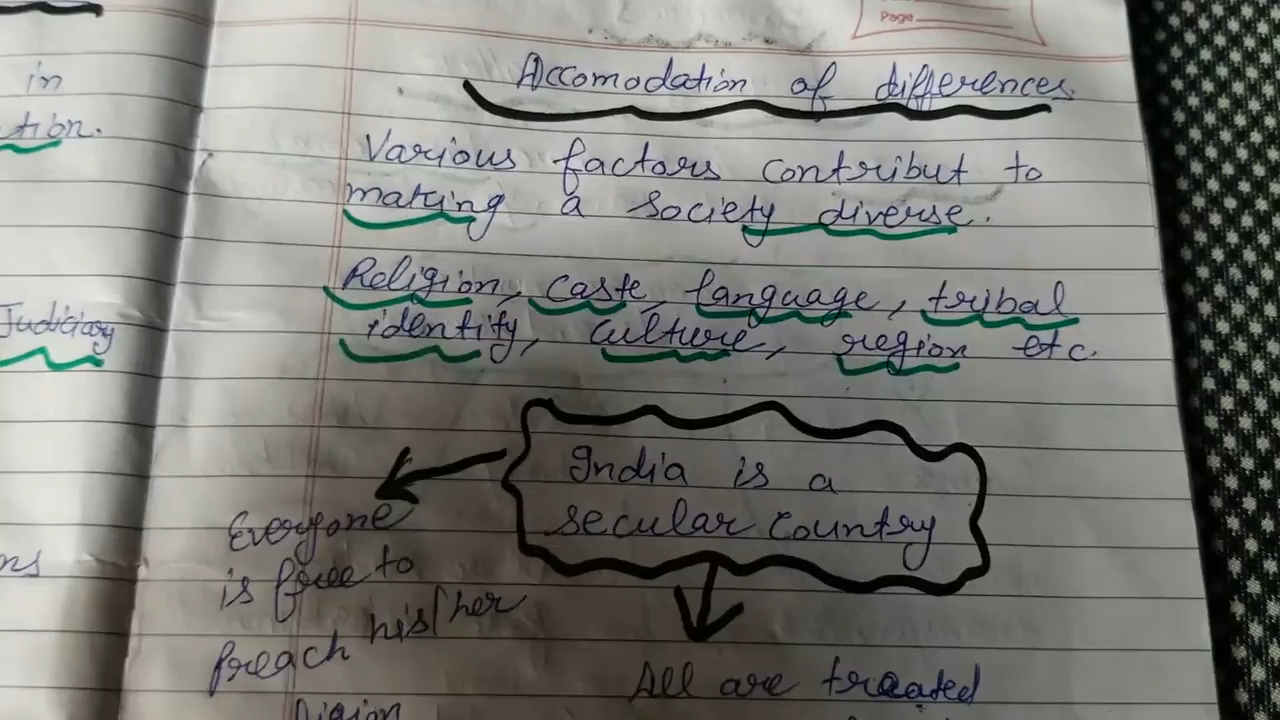 Page
in
tion.
Judiciary
ns
Accomodation of differences.
Various factors contribut to
making a society diverse.
Religion, caste, language, tribal
identity, culture, region etc.
India is a
secular country
Everyone
is free to
preach his/her
All are treated